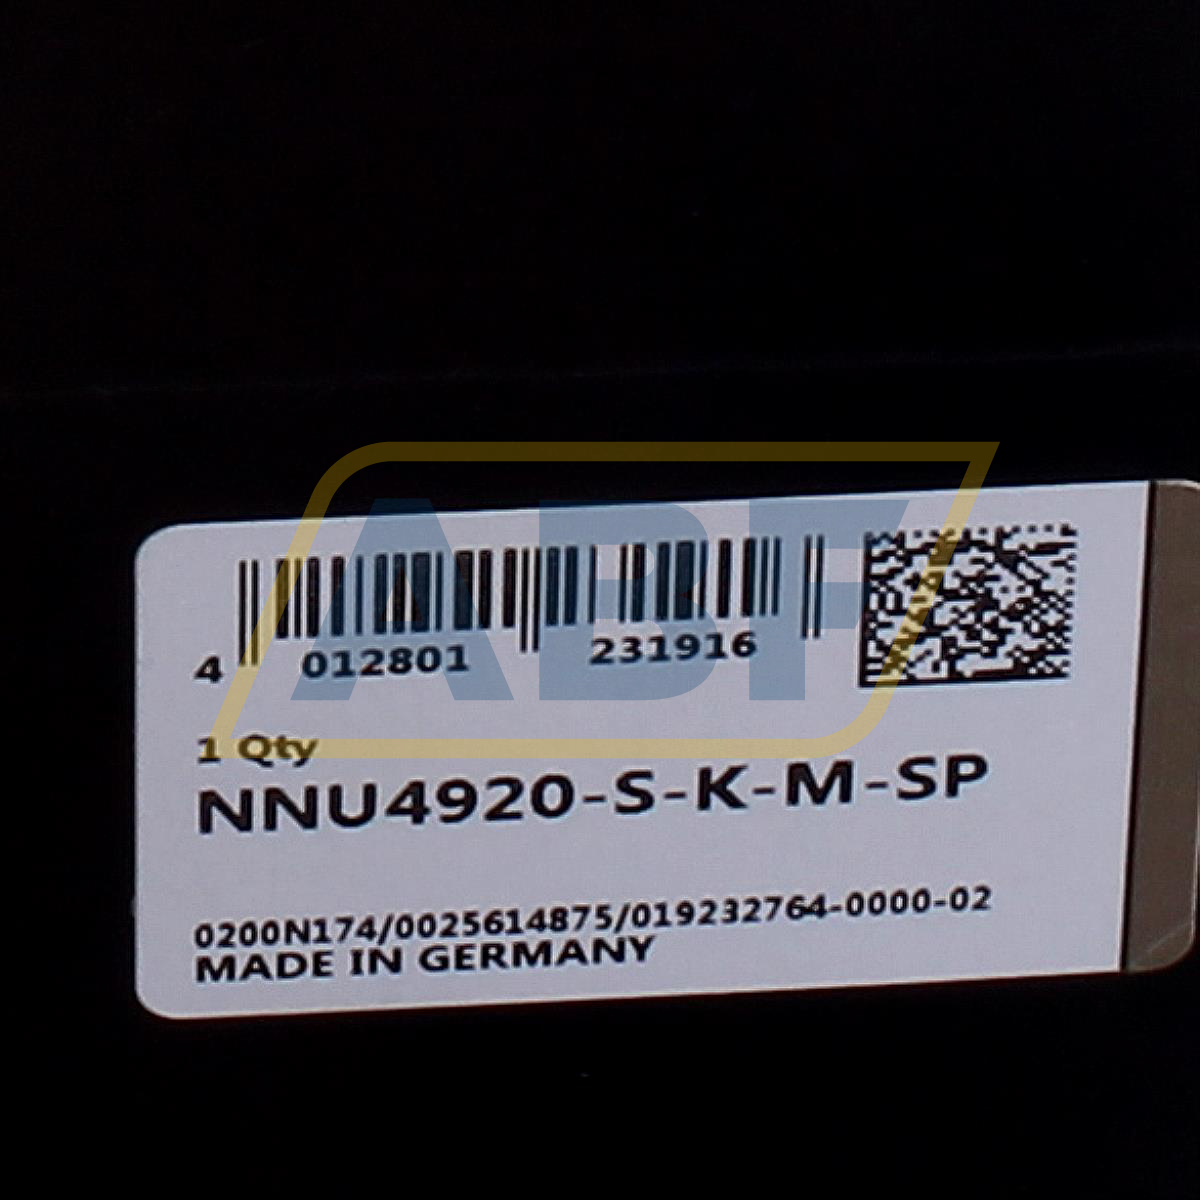 ABF
4 012801 231916
1 Qty
NNU4920-S-K-M-SP
0200N174/0025614875/019232764-0000-02
MADE IN GERMANY